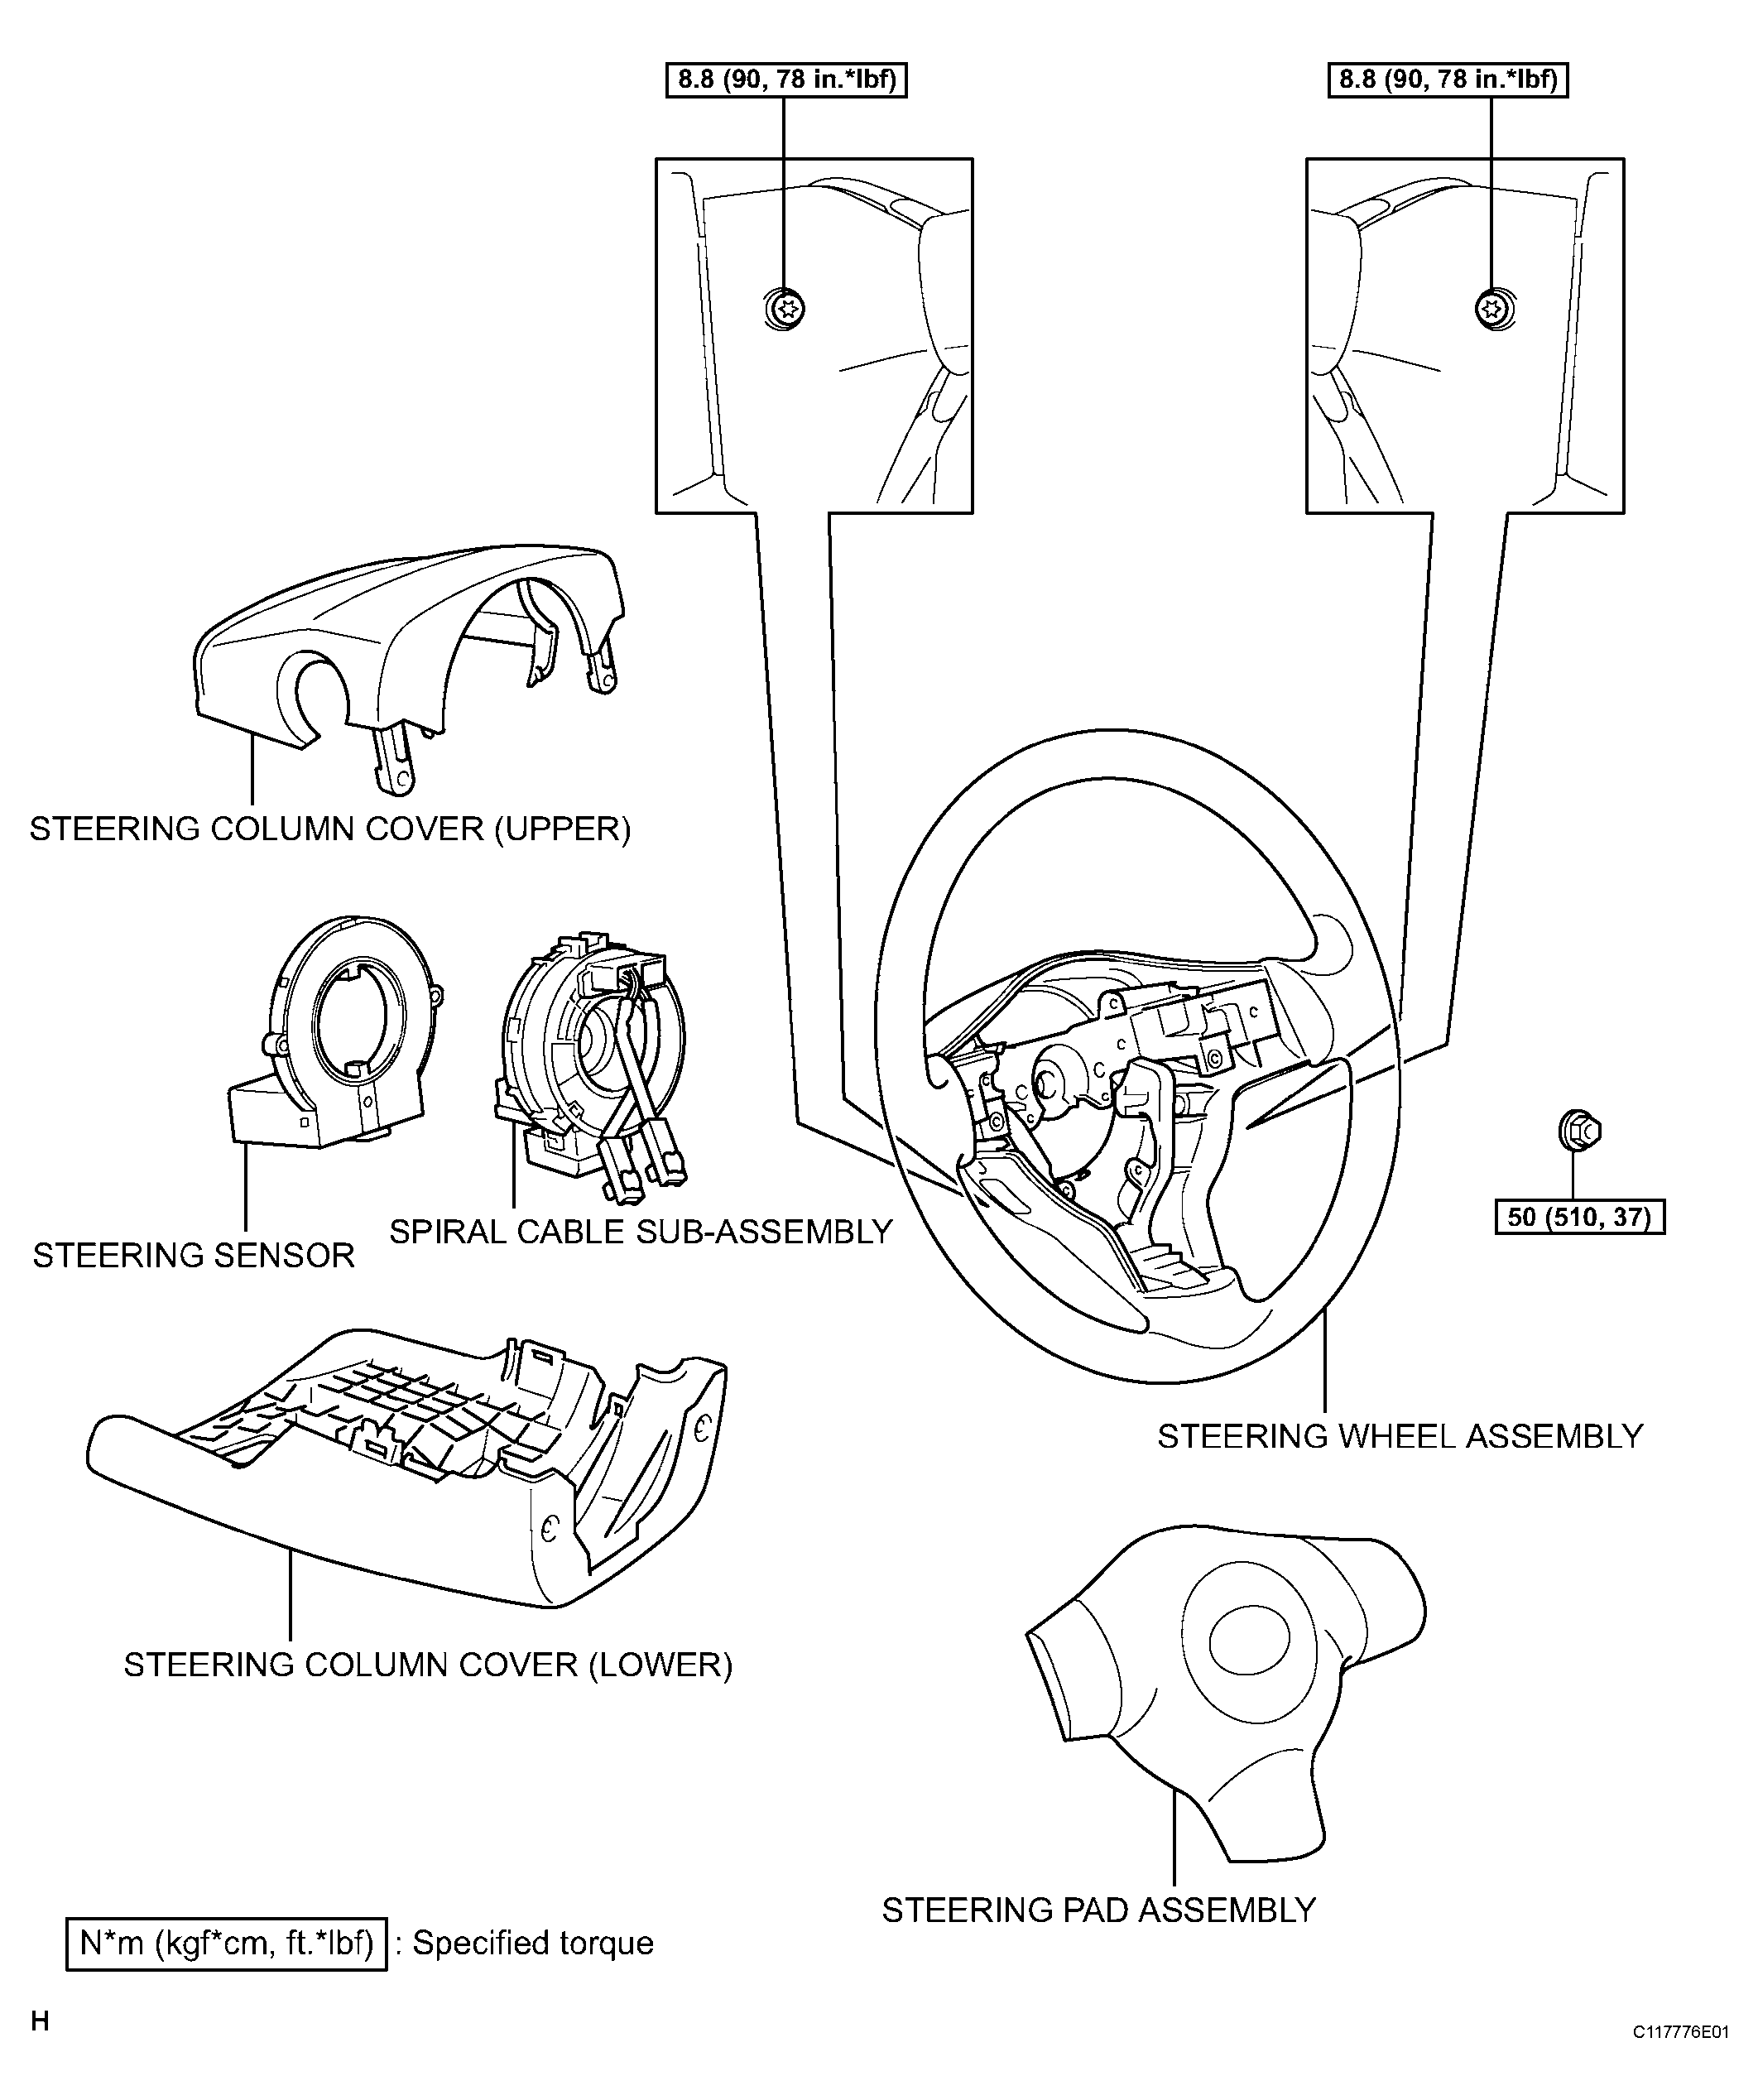 8.8 (90, 78 in.*lbf)
8.8 (90, 78 in.*lbf)
STEERING COLUMN COVER (UPPER)
50 (510, 37)
SPIRAL CABLE SUB-ASSEMBLY
STEERING SENSOR
STEERING WHEEL ASSEMBLY
STEERING COLUMN COVER (LOWER)
STEERING PAD ASSEMBLY
N*m (kgf*cm, ft.*lbf) : Specified torque
H
C117776E01